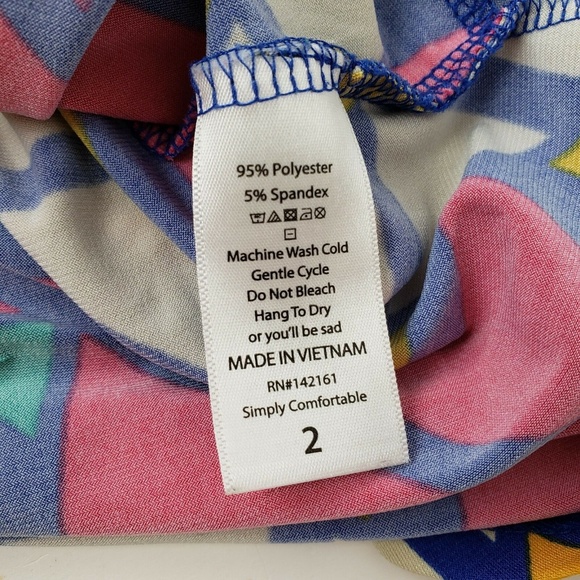 95% Polyester
5% Spandex
Machine Wash Cold
Gentle Cycle
Do Not Bleach
Hang To Dry
or you'll be sad
MADE IN VIETNAM
RN#142161
Simply Comfortable
2